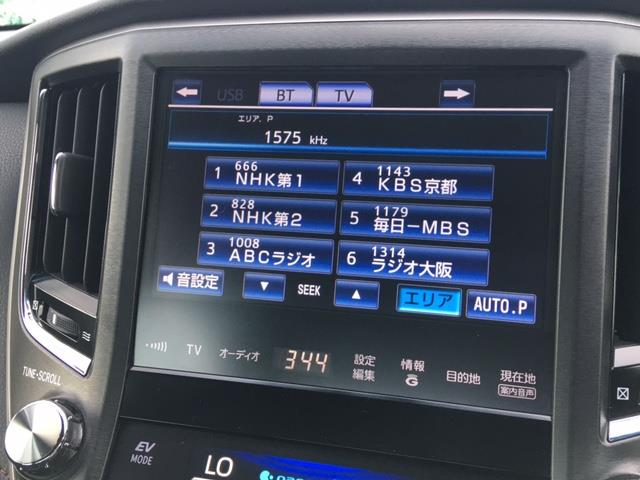 USB BT TV
エリア. P
1575 kHz
1 666 NHK第1
4 1143 KBS京都
2 828 NHK第2
5 1179 毎日-MBS
3 1008 ABCラジオ
6 1314 ラジオ大阪
音設定 SEEK エリア AUTO.P
TV オーディオ 344 設定編集 情報G 目的地 現在地
案内音声
TUNE・SCROLL
EV MODE
LO